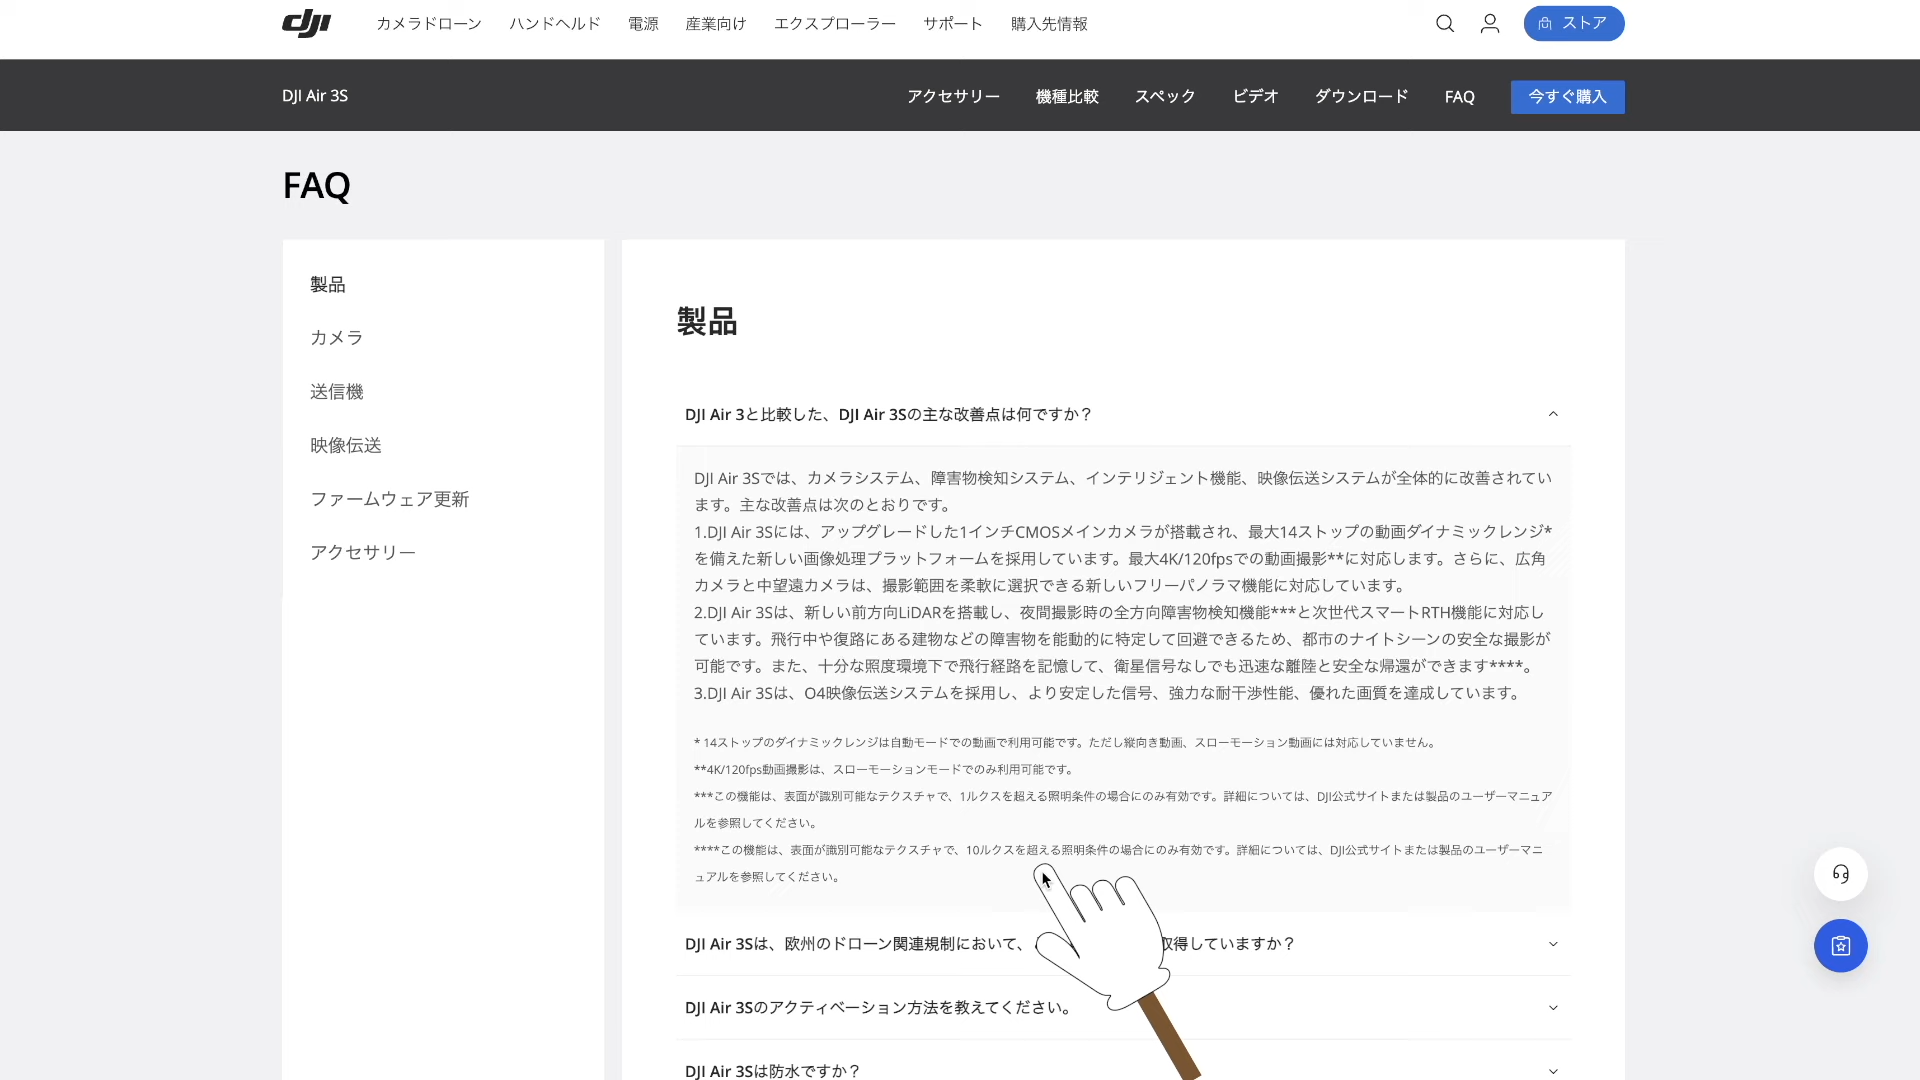 dji カメラドローン ハンドヘルド 電源 産業向け エクスプローラー サポート 購入先情報 ストア
DJI Air 3S アクセサリー 機種比較 スペック ビデオ ダウンロード FAQ 今すぐ購入
FAQ
製品
カメラ
送信機
映像伝送
ファームウェア更新
アクセサリー
製品
DJI Air 3と比較した、DJI Air 3Sの主な改善点は何ですか？
DJI Air 3Sでは、カメラシステム、障害物検知システム、インテリジェント機能、映像伝送システムが全体的に改善されてい
ます。主な改善点は次のとおりです。
1.DJI Air 3Sには、アップグレードした1インチCMOSメインカメラが搭載され、最大14ストップの動画ダイナミックレンジ*
を備えた新しい画像処理プラットフォームを採用しています。最大4K/120fpsでの動画撮影**に対応します。さらに、広角
カメラと中望遠カメラは、撮影範囲を柔軟に選択できる新しいフリーパノラマ機能に対応しています。
2.DJI Air 3Sは、新しい前方向LiDARを搭載し、夜間撮影時の全方向障害物検知機能***と次世代スマートRTH機能に対応し
ています。飛行中や復路にある建物などの障害物を能動的に特定して回避できるため、都市のナイトシーンの安全な撮影が
可能です。また、十分な照度環境下で飛行経路を記憶して、衛星信号なしでも迅速な離陸と安全な帰還ができます****。
3.DJI Air 3Sは、O4映像伝送システムを採用し、より安定した信号、強力な耐干渉性能、優れた画質を達成しています。
* 14ストップのダイナミックレンジは自動モードでの動画で利用可能です。ただし縦向き動画、スローモーション動画には対応していません。
**4K/120fps動画撮影は、スローモーションモードでのみ利用可能です。
***この機能は、表面が識別可能なテクスチャで、1ルクスを超える照明条件の場合にのみ有効です。詳細については、DJI公式サイトまたは製品のユーザーマニュア
ルを参照してください。
****この機能は、表面が識別可能なテクスチャで、10ルクスを超える照明条件の場合にのみ有効です。詳細については、DJI公式サイトまたは製品のユーザーマニ
ュアルを参照してください。
DJI Air 3Sは、欧州のドローン関連規制において、 取得していますか？
DJI Air 3Sのアクティベーション方法を教えてください。
DJI Air 3Sは防水ですか？